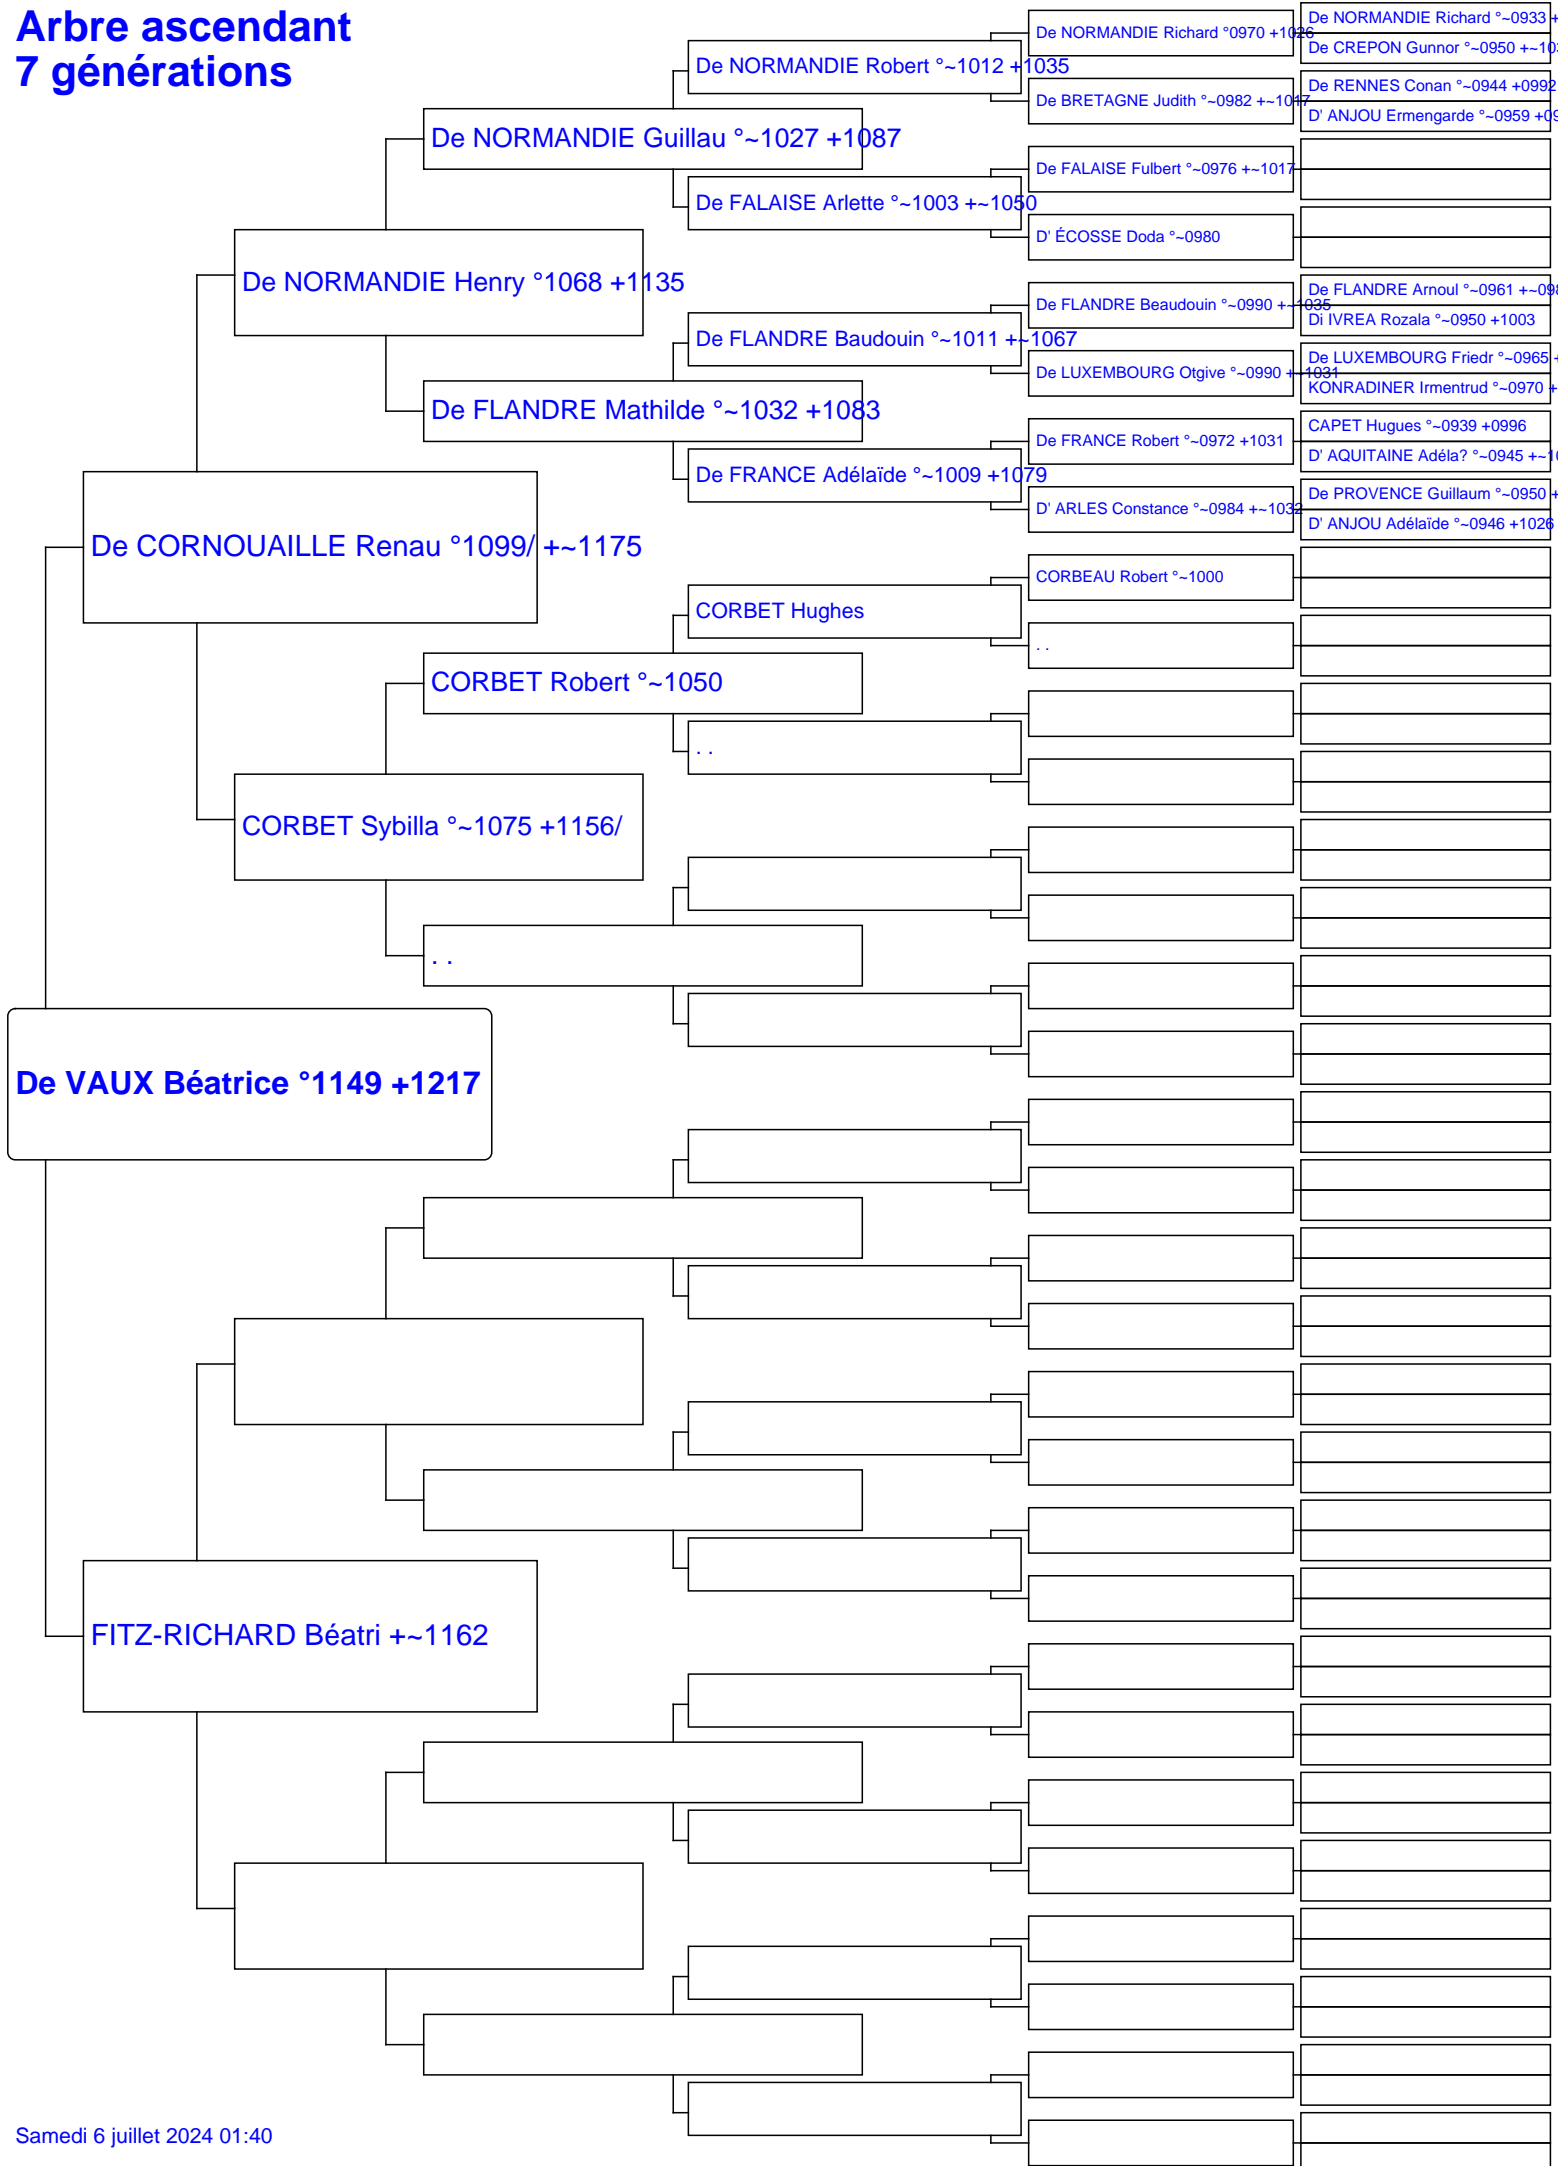 Arbre ascendant
7 générations
De NORMANDIE Richard °~0933 +
De CREPON Gunnor °~0950 +~103
De NORMANDIE Richard °0970 +1026
De NORMANDIE Robert °~1012 +1035
De RENNES Conan °~0944 +0992
De BRETAGNE Judith °~0982 +~1017
D' ANJOU Ermengarde °~0959 +09
De NORMANDIE Guillau °~1027 +1087
De FALAISE Fulbert °~0976 +~1017
De FALAISE Arlette °~1003 +~1050
D' ÉCOSSE Doda °~0980
De NORMANDIE Henry °1068 +1135
De FLANDRE Arnoul °~0961 +~098
De FLANDRE Beaudouin °~0990 +~1035
Di IVREA Rozala °~0950 +1003
De FLANDRE Baudouin °~1011 +~1067
De LUXEMBOURG Friedr °~0965 +
De LUXEMBOURG Otgive °~0990 +~1031
KONRADINER Irmentrud °~0970 +
De FLANDRE Mathilde °~1032 +1083
CAPET Hugues °~0939 +0996
De FRANCE Robert °~0972 +1031
D' AQUITAINE Adéla? °~0945 +~10
De FRANCE Adélaïde °~1009 +1079
De PROVENCE Guillaum °~0950 +
D' ARLES Constance °~0984 +~1032
D' ANJOU Adélaïde °~0946 +1026
De CORNOUAILLE Renau °1099/ +~1175
CORBEAU Robert °~1000
CORBET Hughes
. .
CORBET Robert °~1050
. .
CORBET Sybilla °~1075 +1156/
. .
De VAUX Béatrice °1149 +1217
FITZ-RICHARD Béatri +~1162
Samedi 6 juillet 2024 01:40